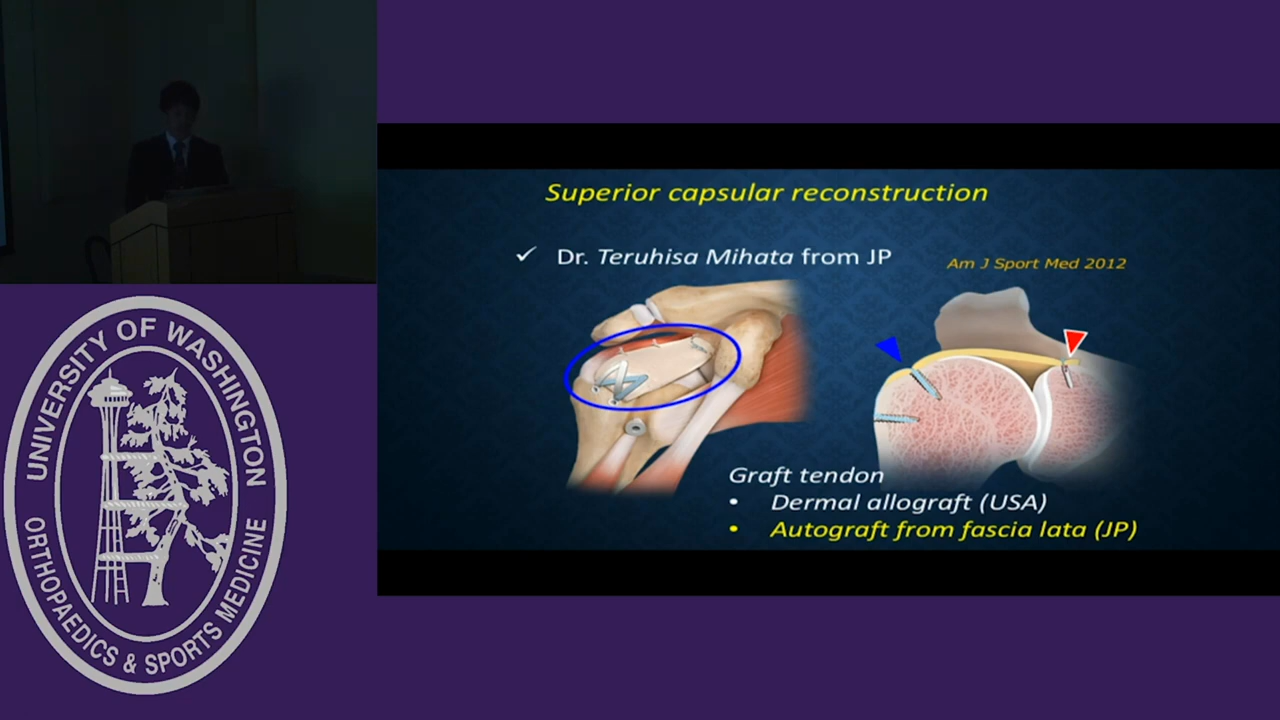 Superior capsular reconstruction
✓ Dr. Teruhisa Mihata from JP
Am J Sport Med 2012
Graft tendon
• Dermal allograft (USA)
• Autograft from fascia lata (JP)
UNIVERSITY OF WASHINGTON
ORTHOPAEDICS & SPORTS MEDICINE